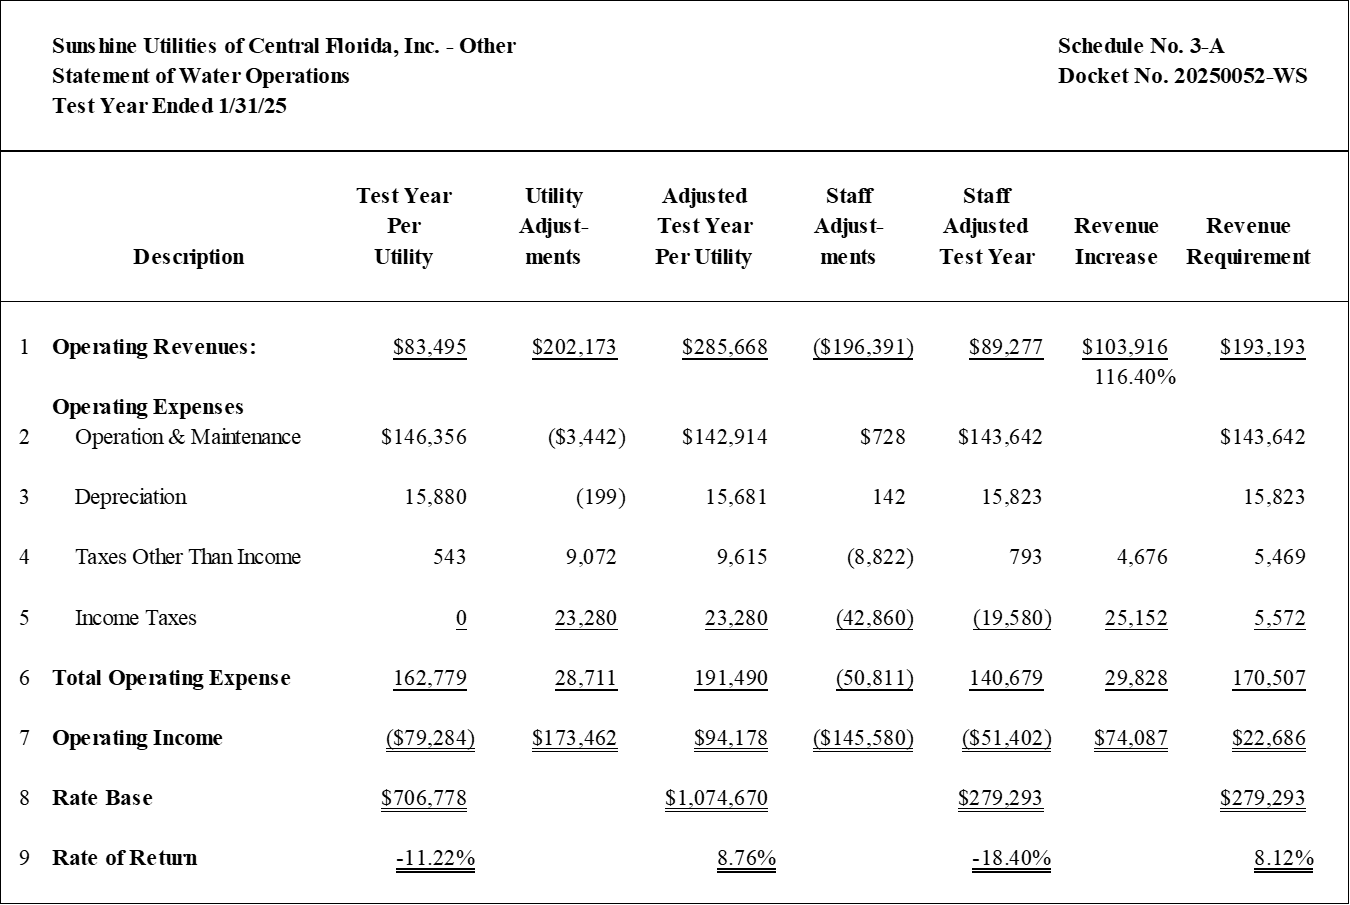 Sunshine Utilities of Central Florida, Inc. - Other Schedule No. 3-A
Statement of Water Operations Docket No. 20250052-WS
Test Year Ended 1/31/25
Test Year Utility Adjusted Staff Staff
Per Adjust- Test Year Adjust- Adjusted Revenue Revenue
Description Utility ments Per Utility ments Test Year Increase Requirement
1 Operating Revenues: $83,495 $202,173 $285,668 ($196,391) $89,277 $103,916 $193,193
116.40%
Operating Expenses
2 Operation & Maintenance $146,356 ($3,442) $142,914 $728 $143,642 $143,642
3 Depreciation 15,880 (199) 15,681 142 15,823 15,823
4 Taxes Other Than Income 543 9,072 9,615 (8,822) 793 4,676 5,469
5 Income Taxes 0 23,280 23,280 (42,860) (19,580) 25,152 5,572
6 Total Operating Expense 162,779 28,711 191,490 (50,811) 140,679 29,828 170,507
7 Operating Income ($79,284) $173,462 $94,178 ($145,580) ($51,402) $74,087 $22,686
8 Rate Base $706,778 $1,074,670 $279,293 $279,293
9 Rate of Return -11.22% 8.76% -18.40% 8.12%